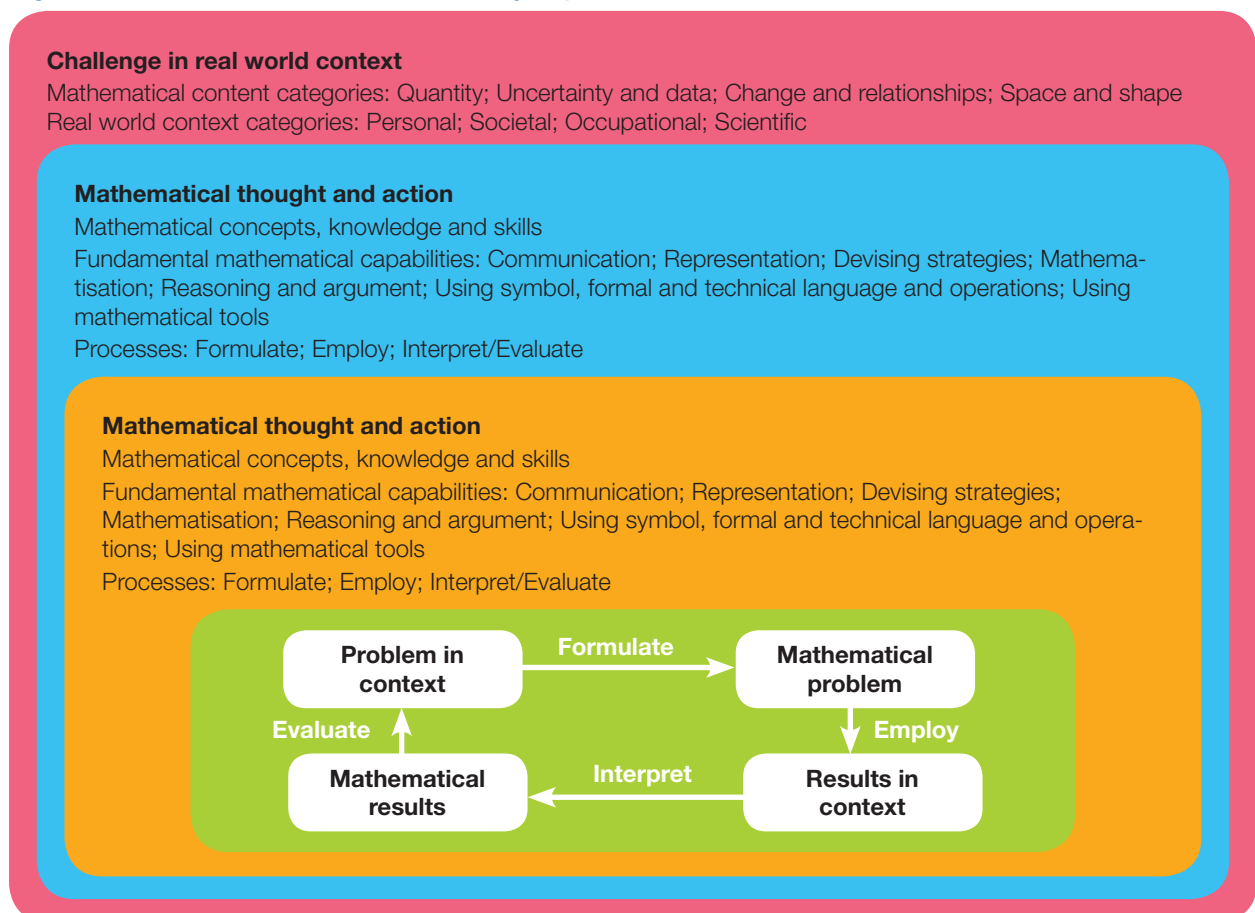 Challenge in real world context
Mathematical content categories: Quantity; Uncertainty and data; Change and relationships; Space and shape
Real world context categories: Personal; Societal; Occupational; Scientific
Mathematical thought and action
Mathematical concepts, knowledge and skills
Fundamental mathematical capabilities: Communication; Representation; Devising strategies; Mathema-
tisation; Reasoning and argument; Using symbol, formal and technical language and operations; Using
mathematical tools
Processes: Formulate; Employ; Interpret/Evaluate
Mathematical thought and action
Mathematical concepts, knowledge and skills
Fundamental mathematical capabilities: Communication; Representation; Devising strategies;
Mathematisation; Reasoning and argument; Using symbol, formal and technical language and opera-
tions; Using mathematical tools
Processes: Formulate; Employ; Interpret/Evaluate
Problem in
context
Formulate
Mathematical
problem
Evaluate
Employ
Mathematical
results
Interpret
Results in
context